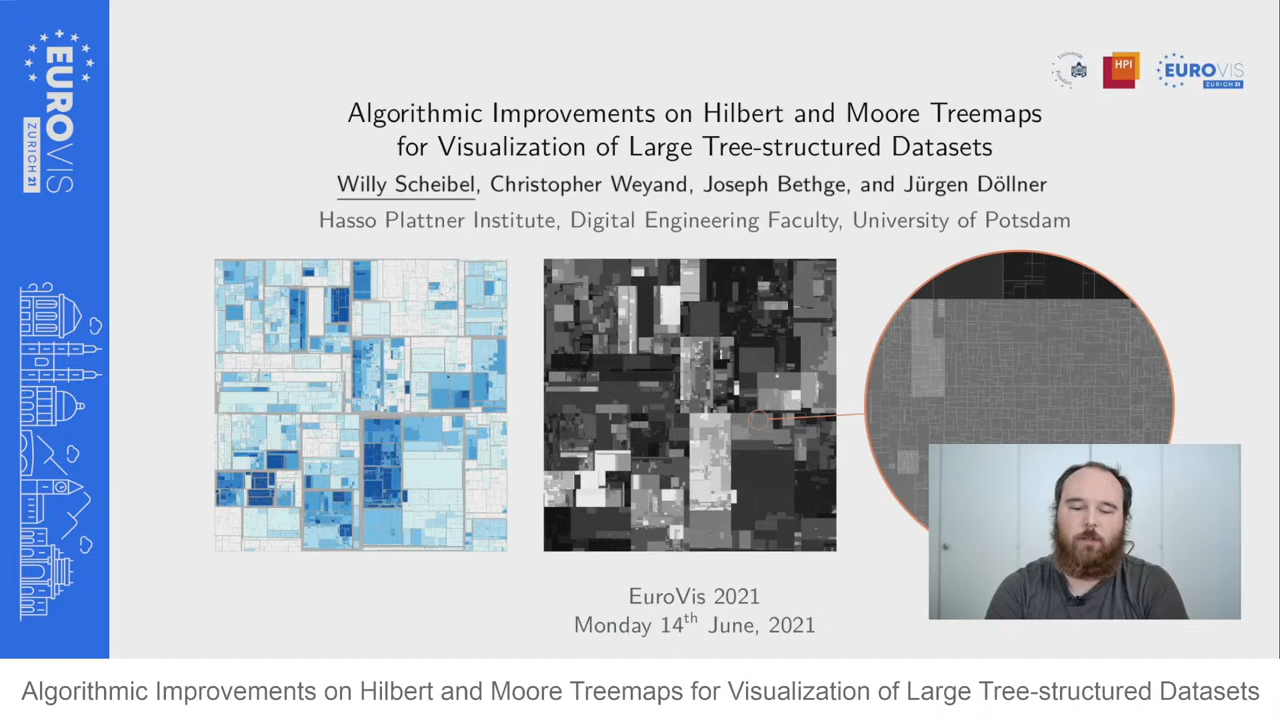 EUROVIS
ZURICH 21
HPI
EUROVIS
ZURICH 21
Algorithmic Improvements on Hilbert and Moore Treemaps
for Visualization of Large Tree-structured Datasets
Willy Scheibel, Christopher Weyand, Joseph Bethge, and Jürgen Döllner
Hasso Plattner Institute, Digital Engineering Faculty, University of Potsdam
EuroVis 2021
Monday 14th June, 2021
Algorithmic Improvements on Hilbert and Moore Treemaps for Visualization of Large Tree-structured Datasets